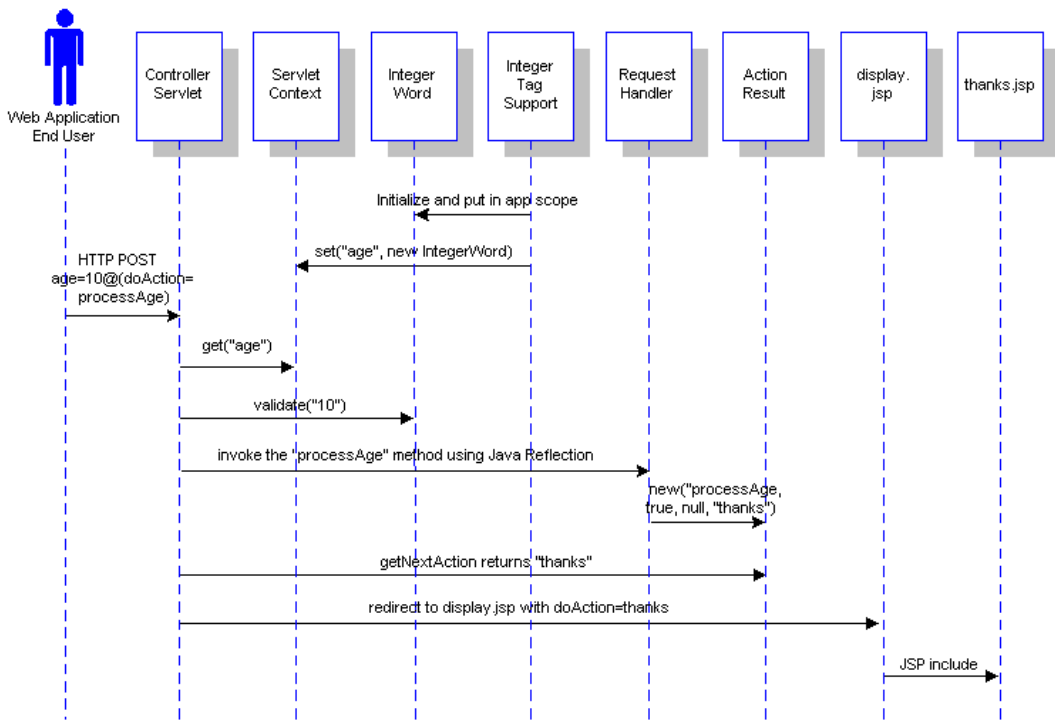 Web Application
End User
Controller
Servlet
Servlet
Context
Integer
Word
Integer
Tag
Support
Request
Handler
Action
Result
display.
jsp
thanks.jsp
Initialize and put in app scope
set("age", new IntegerWord)
HTTP POST
age=10@(doAction=
processAge)
get("age")
validate("10")
invoke the "processAge" method using Java Reflection
new("processAge,
true, null, "thanks")
getNextAction returns "thanks"
redirect to display.jsp with doAction=thanks
JSP include